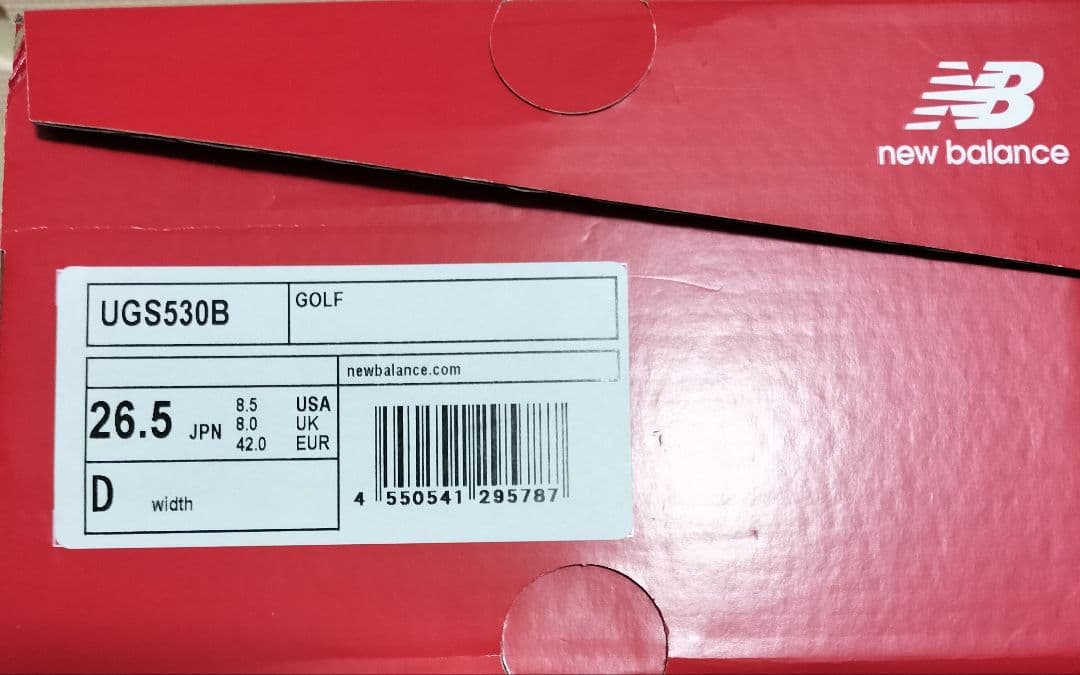 NB
new balance
UGS530B
GOLF
newbalance.com
26.5 JPN
8.5 USA
8.0 UK
42.0 EUR
D width
4 550541 295787